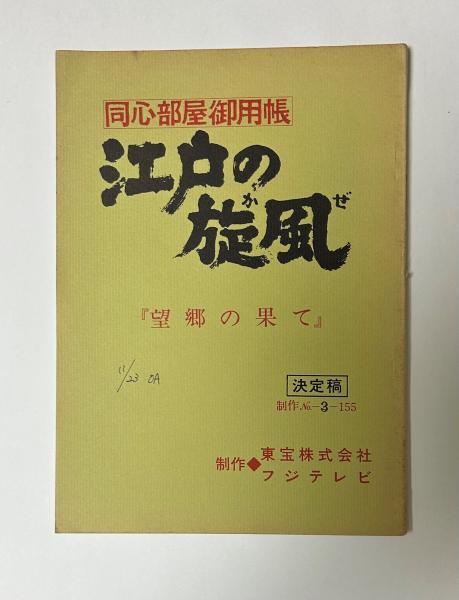 同心部屋御用帳
江戸の
旋風
かぜ
『望郷の果て』
11/23 OA
決定稿
制作No.-3-155
制作◆東宝株式会社
フジテレビ